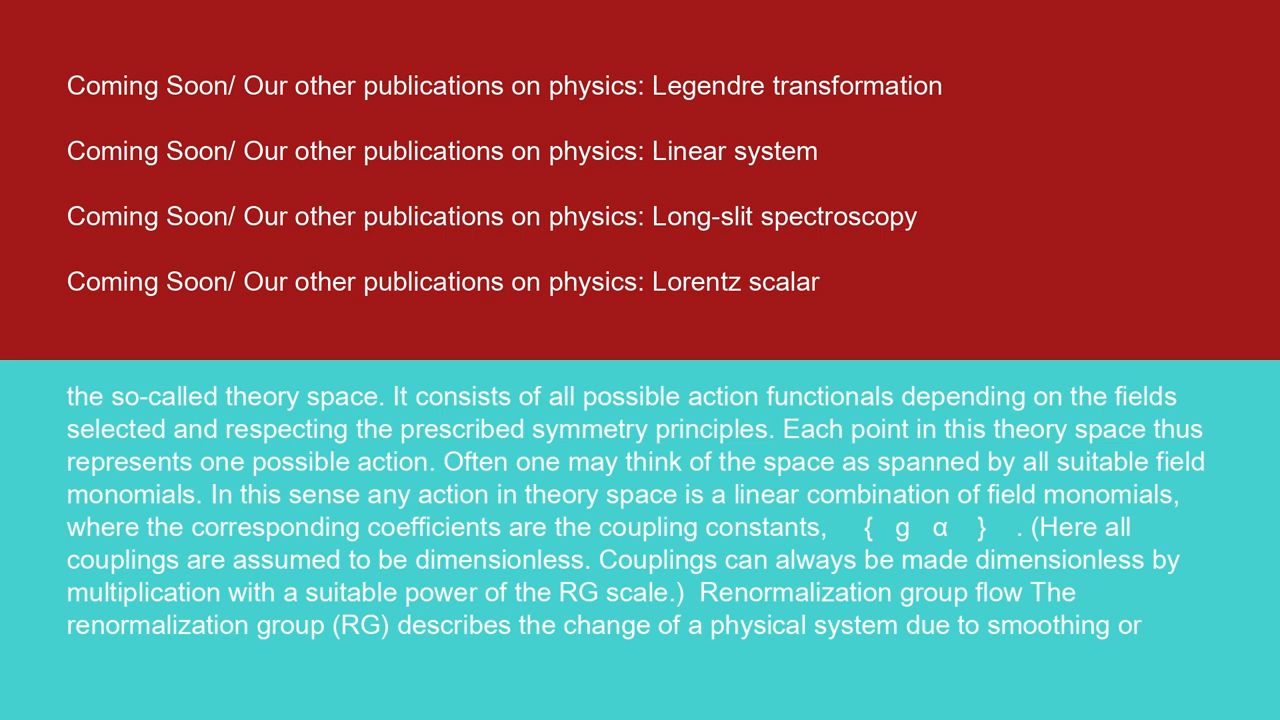 Coming Soon/ Our other publications on physics: Legendre transformation
Coming Soon/ Our other publications on physics: Linear system
Coming Soon/ Our other publications on physics: Long-slit spectroscopy
Coming Soon/ Our other publications on physics: Lorentz scalar
the so-called theory space. It consists of all possible action functionals depending on the fields
selected and respecting the prescribed symmetry principles. Each point in this theory space thus
represents one possible action. Often one may think of the space as spanned by all suitable field
monomials. In this sense any action in theory space is a linear combination of field monomials,
where the corresponding coefficients are the coupling constants, { g α } . (Here all
couplings are assumed to be dimensionless. Couplings can always be made dimensionless by
multiplication with a suitable power of the RG scale.) Renormalization group flow The
renormalization group (RG) describes the change of a physical system due to smoothing or